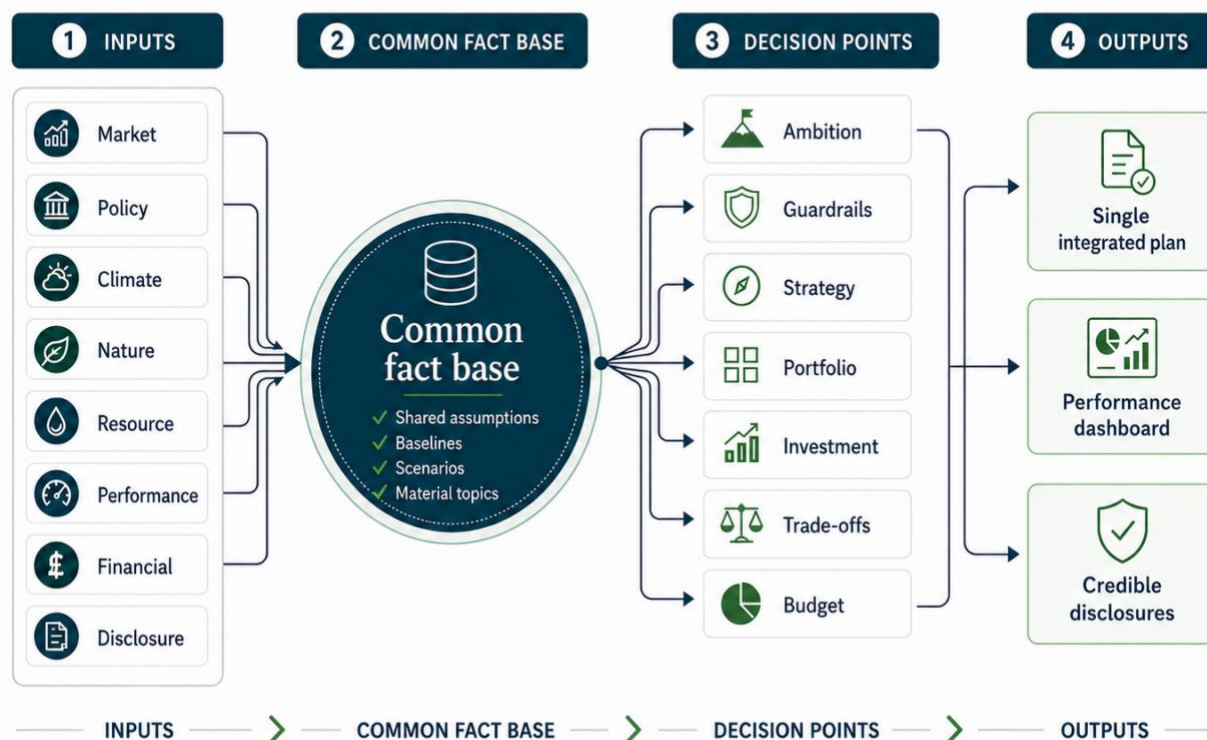 1 INPUTS
2 COMMON FACT BASE
3 DECISION POINTS
4 OUTPUTS
Market
Policy
Climate
Nature
Resource
Performance
Financial
Disclosure
Common
fact base
Shared assumptions
Baselines
Scenarios
Material topics
Ambition
Guardrails
Strategy
Portfolio
Investment
Trade-offs
Budget
Single
integrated plan
Performance
dashboard
Credible
disclosures
INPUTS
COMMON FACT BASE
DECISION POINTS
OUTPUTS